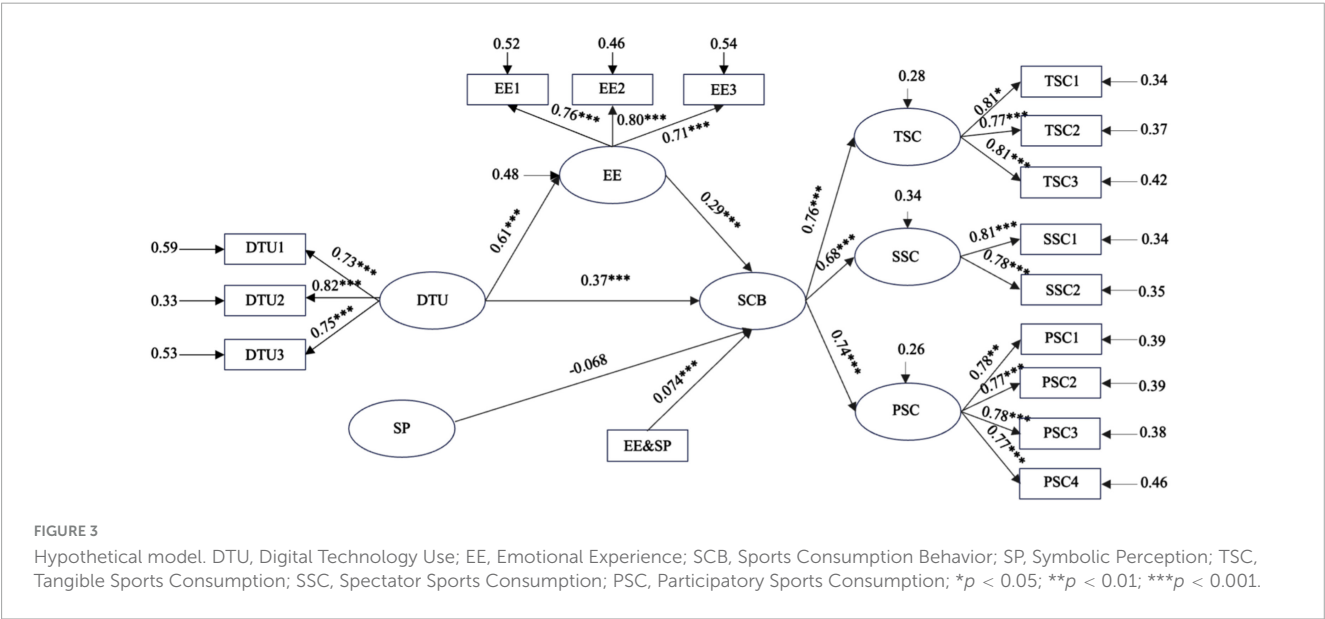 0.52
0.46
0.54
EE1
EE2
EE3
0.76***
0.80***
0.71***
0.48
EE
0.61***
0.29***
0.59
DTU1
0.73***
0.33
DTU2
0.82***
0.53
DTU3
0.75***
DTU
0.37***
SCB
SP
-0.068
EE&SP
0.074***
0.76***
0.68***
0.74***
0.28
TSC
0.81*
0.77***
0.81***
TSC1
0.34
TSC2
0.37
TSC3
0.42
0.34
SSC
0.81***
0.78***
SSC1
0.34
SSC2
0.35
0.26
PSC
0.78**
0.77***
0.78***
0.77***
PSC1
0.39
PSC2
0.39
PSC3
0.38
PSC4
0.46
FIGURE 3
Hypothetical model. DTU, Digital Technology Use; EE, Emotional Experience; SCB, Sports Consumption Behavior; SP, Symbolic Perception; TSC,
Tangible Sports Consumption; SSC, Spectator Sports Consumption; PSC, Participatory Sports Consumption; *p < 0.05; **p < 0.01; ***p < 0.001.